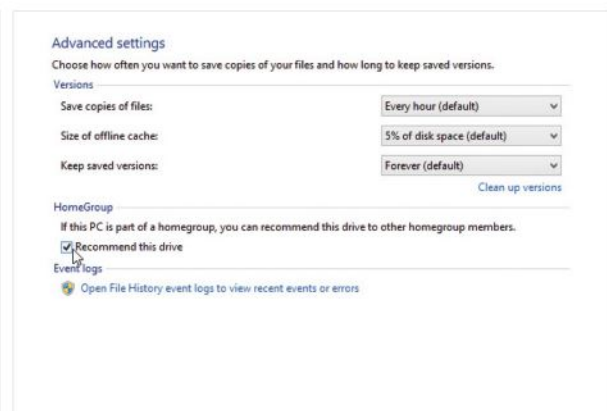 Advanced settings
Choose how often you want to save copies of your files and how long to keep saved versions.
Versions
Save copies of files: Every hour (default)
Size of offline cache: 5% of disk space (default)
Keep saved versions: Forever (default)
Clean up versions
HomeGroup
If this PC is part of a homegroup, you can recommend this drive to other homegroup members.
Recommend this drive
Event logs
Open File History event logs to view recent events or errors